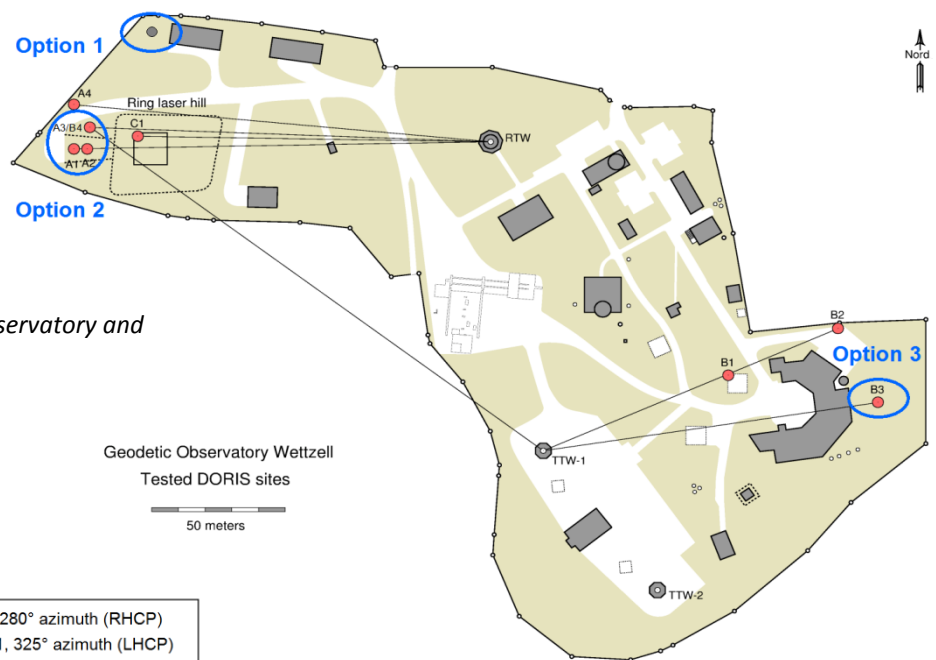 Option 1
Nord
A4
Ring laser hill
A3/B4
C1
RTW
A1 A2
Option 2
servatory and
B2
Option 3
B1
B3
Geodetic Observatory Wettzell
Tested DORIS sites
50 meters
TTW-1
TTW-2
280° azimuth (RHCP)
, 325° azimuth (LHCP)